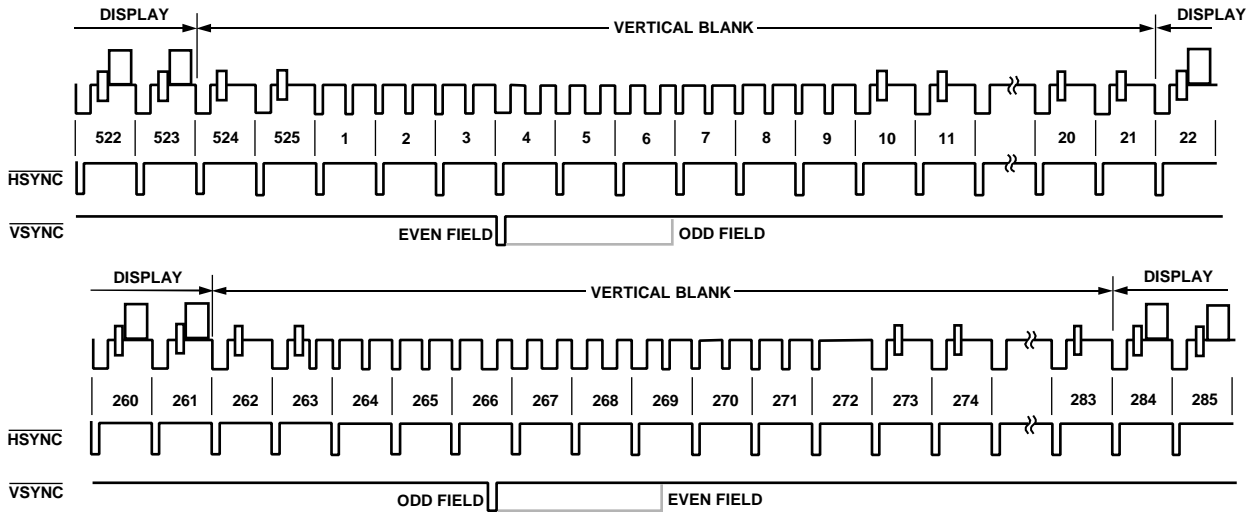 DISPLAY VERTICAL BLANK DISPLAY
522 523 524 525 1 2 3 4 5 6 7 8 9 10 11 20 21 22
HSYNC
VSYNC
EVEN FIELD ODD FIELD
DISPLAY VERTICAL BLANK DISPLAY
260 261 262 263 264 265 266 267 268 269 270 271 272 273 274 283 284 285
HSYNC
VSYNC
ODD FIELD EVEN FIELD